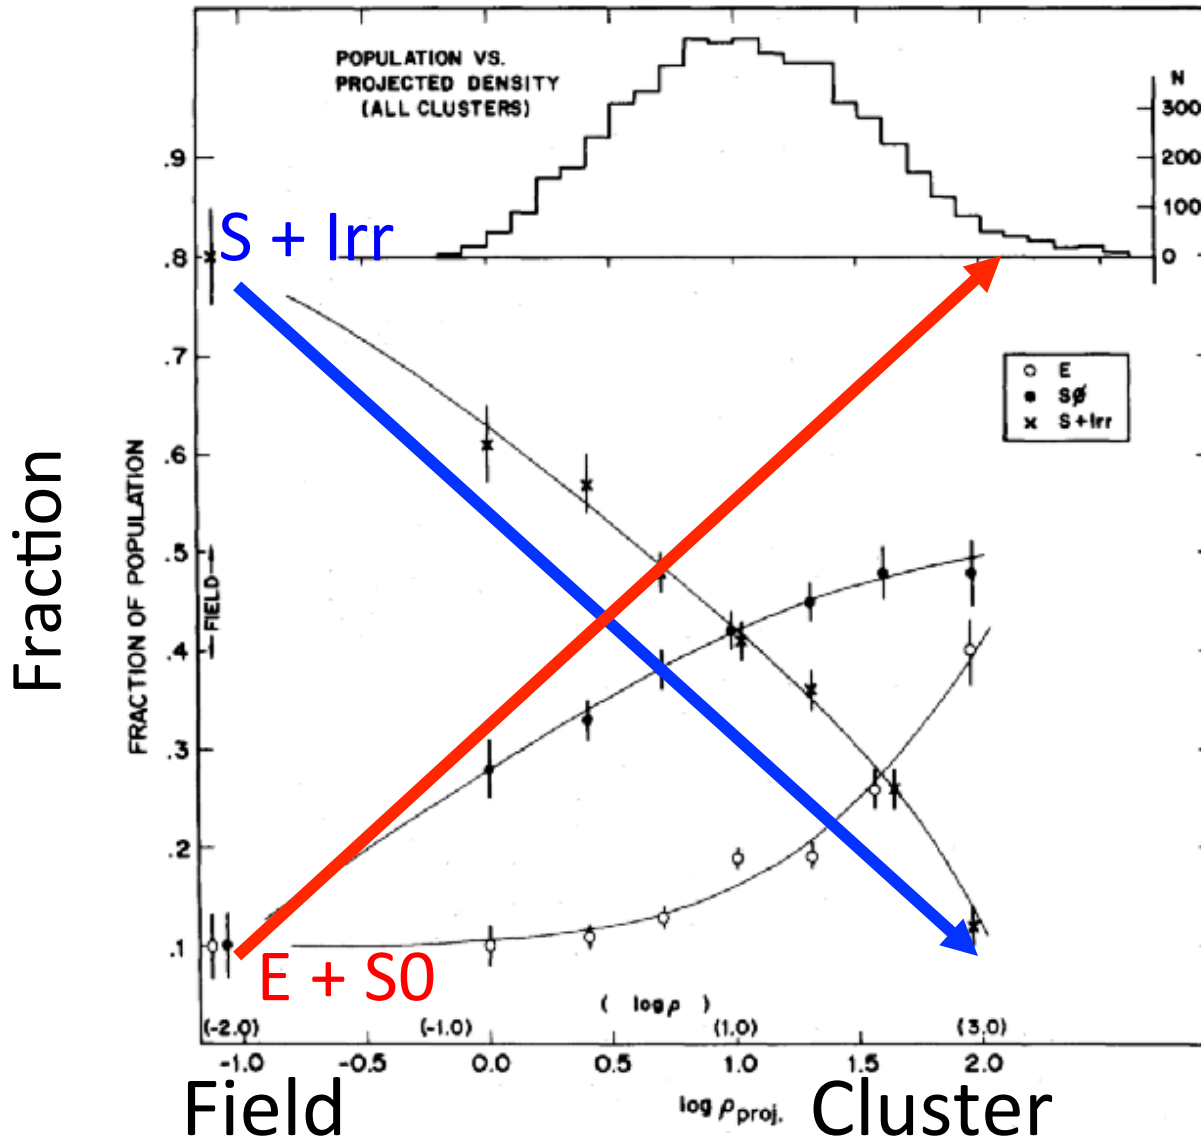 POPULATION VS.
PROJECTED DENSITY
(ALL CLUSTERS)
N
300
200
100
0
.9
.8
.7
.6
.5
.4
.3
.2
.1
S + Irr
E
SØ
S+Irr
Fraction
FRACTION OF POPULATION
←FIELD→
E + S0
( log ρ )
(-2.0) (-1.0) (1.0) (3.0)
-1.0 -0.5 0.0 0.5 1.0 1.5 2.0
Field log ρproj. Cluster